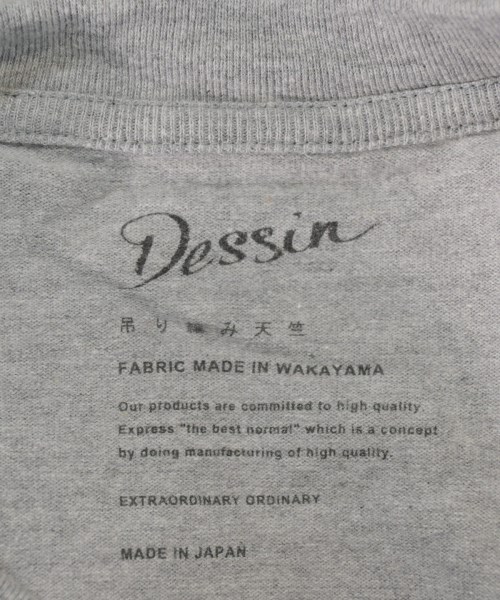 Dessin
吊り編み天竺
FABRIC MADE IN WAKAYAMA
Our products are committed to high quality
Express "the best normal" which is a concept
by doing manufacturing of high quality.
EXTRAORDINARY ORDINARY
MADE IN JAPAN